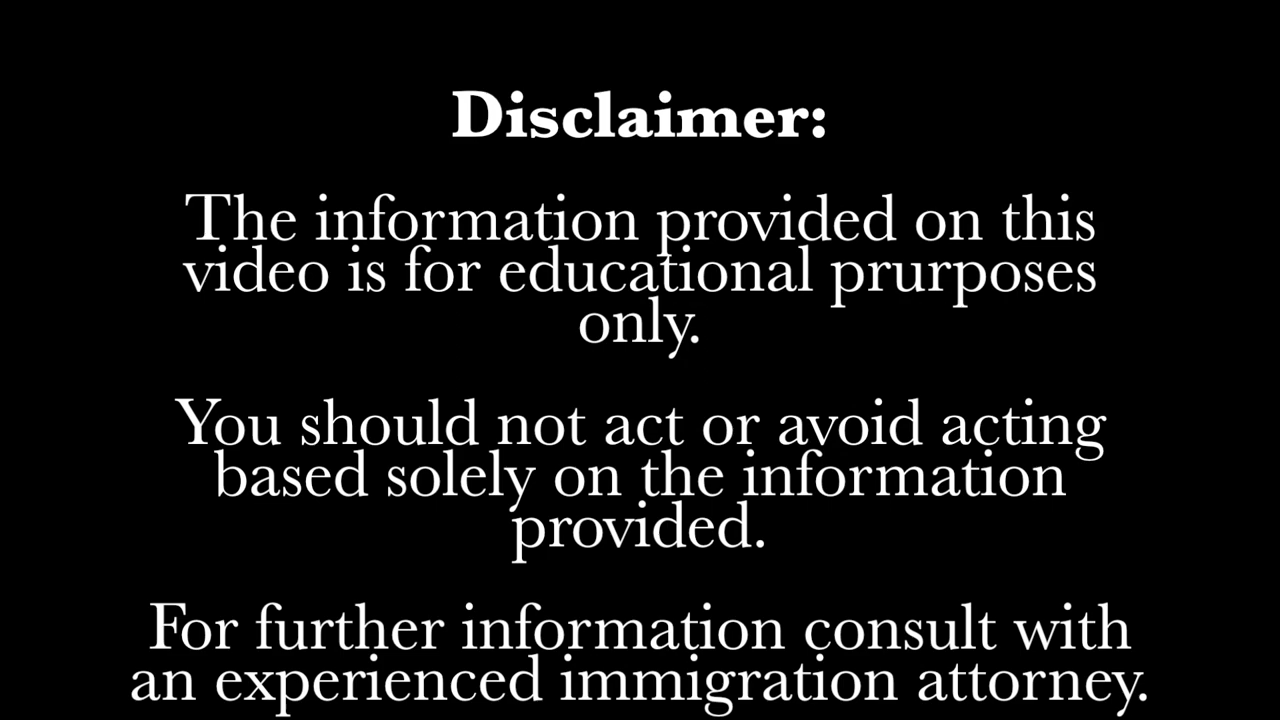 Disclaimer:
The information provided on this
video is for educational prurposes
only.
You should not act or avoid acting
based solely on the information
provided.
For further information consult with
an experienced immigration attorney.